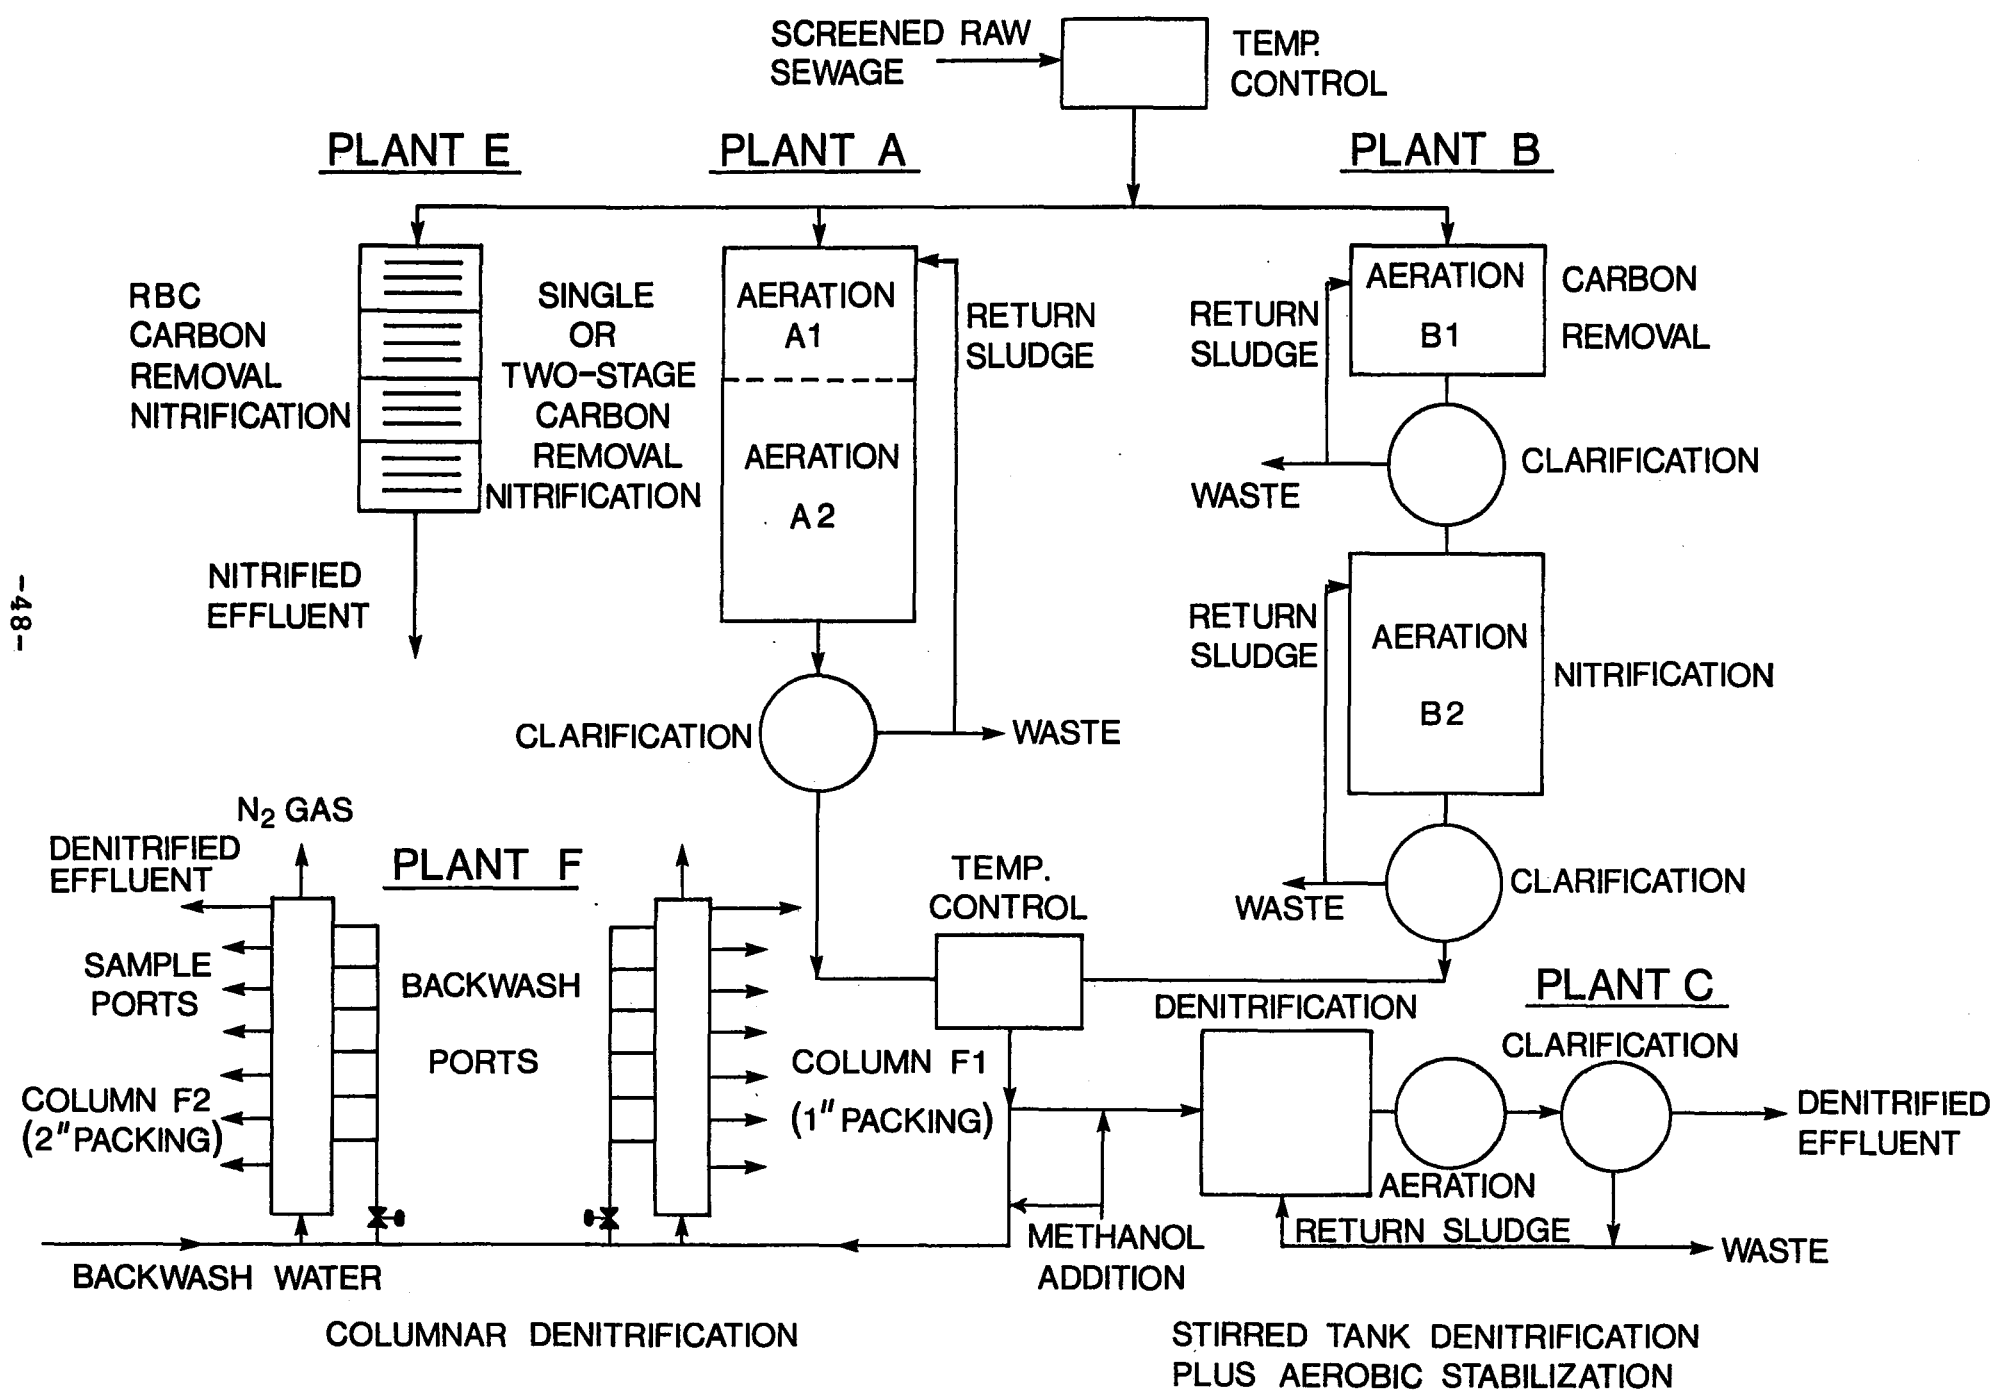 SCREENED RAW
SEWAGE
TEMP.
CONTROL
PLANT E
PLANT A
PLANT B
RBC
CARBON
REMOVAL
NITRIFICATION
SINGLE
OR
TWO-STAGE
CARBON
REMOVAL
NITRIFICATION
AERATION
A1
AERATION
A2
RETURN
SLUDGE
RETURN
SLUDGE
AERATION
B1
CARBON
REMOVAL
CLARIFICATION
WASTE
NITRIFIED
EFFLUENT
-48-
RETURN
SLUDGE
AERATION
B2
NITRIFICATION
CLARIFICATION
WASTE
N2 GAS
DENITRIFIED
EFFLUENT
PLANT F
TEMP.
CONTROL
WASTE
CLARIFICATION
SAMPLE
PORTS
BACKWASH
PORTS
COLUMN F2
(2" PACKING)
COLUMN F1
(1" PACKING)
DENITRIFICATION
PLANT C
CLARIFICATION
DENITRIFIED
EFFLUENT
AERATION
RETURN SLUDGE
WASTE
METHANOL
ADDITION
BACKWASH WATER
COLUMNAR DENITRIFICATION
STIRRED TANK DENITRIFICATION
PLUS AEROBIC STABILIZATION